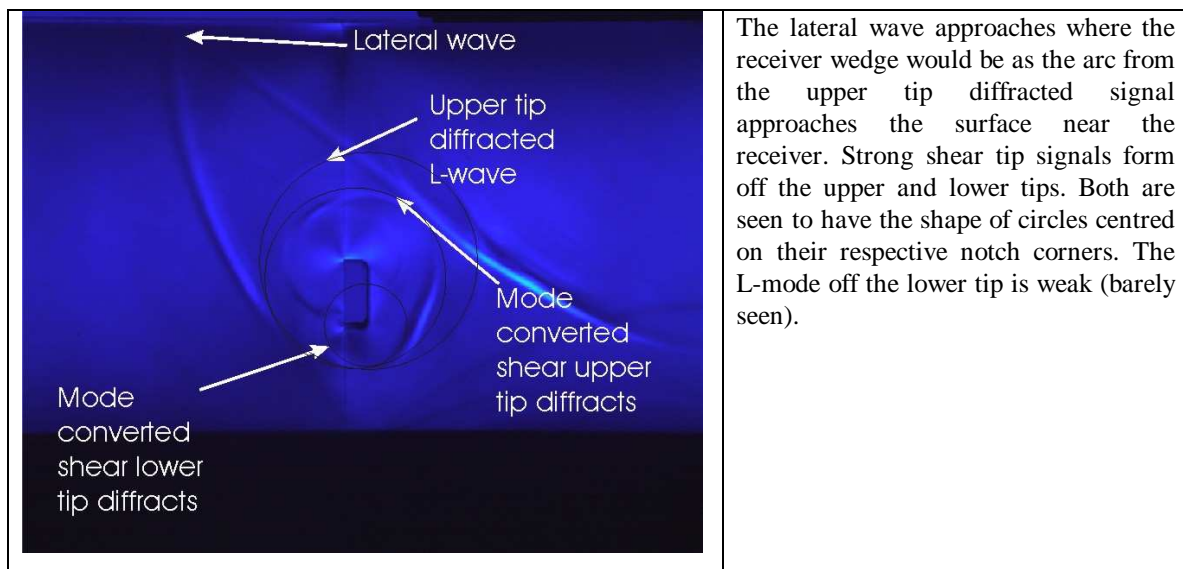 Lateral wave
Upper tip
diffracted
L-wave
Mode
converted
shear upper
tip diffracts
Mode
converted
shear lower
tip diffracts
The lateral wave approaches where the
receiver wedge would be as the arc from
the upper tip diffracted signal
approaches the surface near the
receiver. Strong shear tip signals form
off the upper and lower tips. Both are
seen to have the shape of circles centred
on their respective notch corners. The
L-mode off the lower tip is weak (barely
seen).